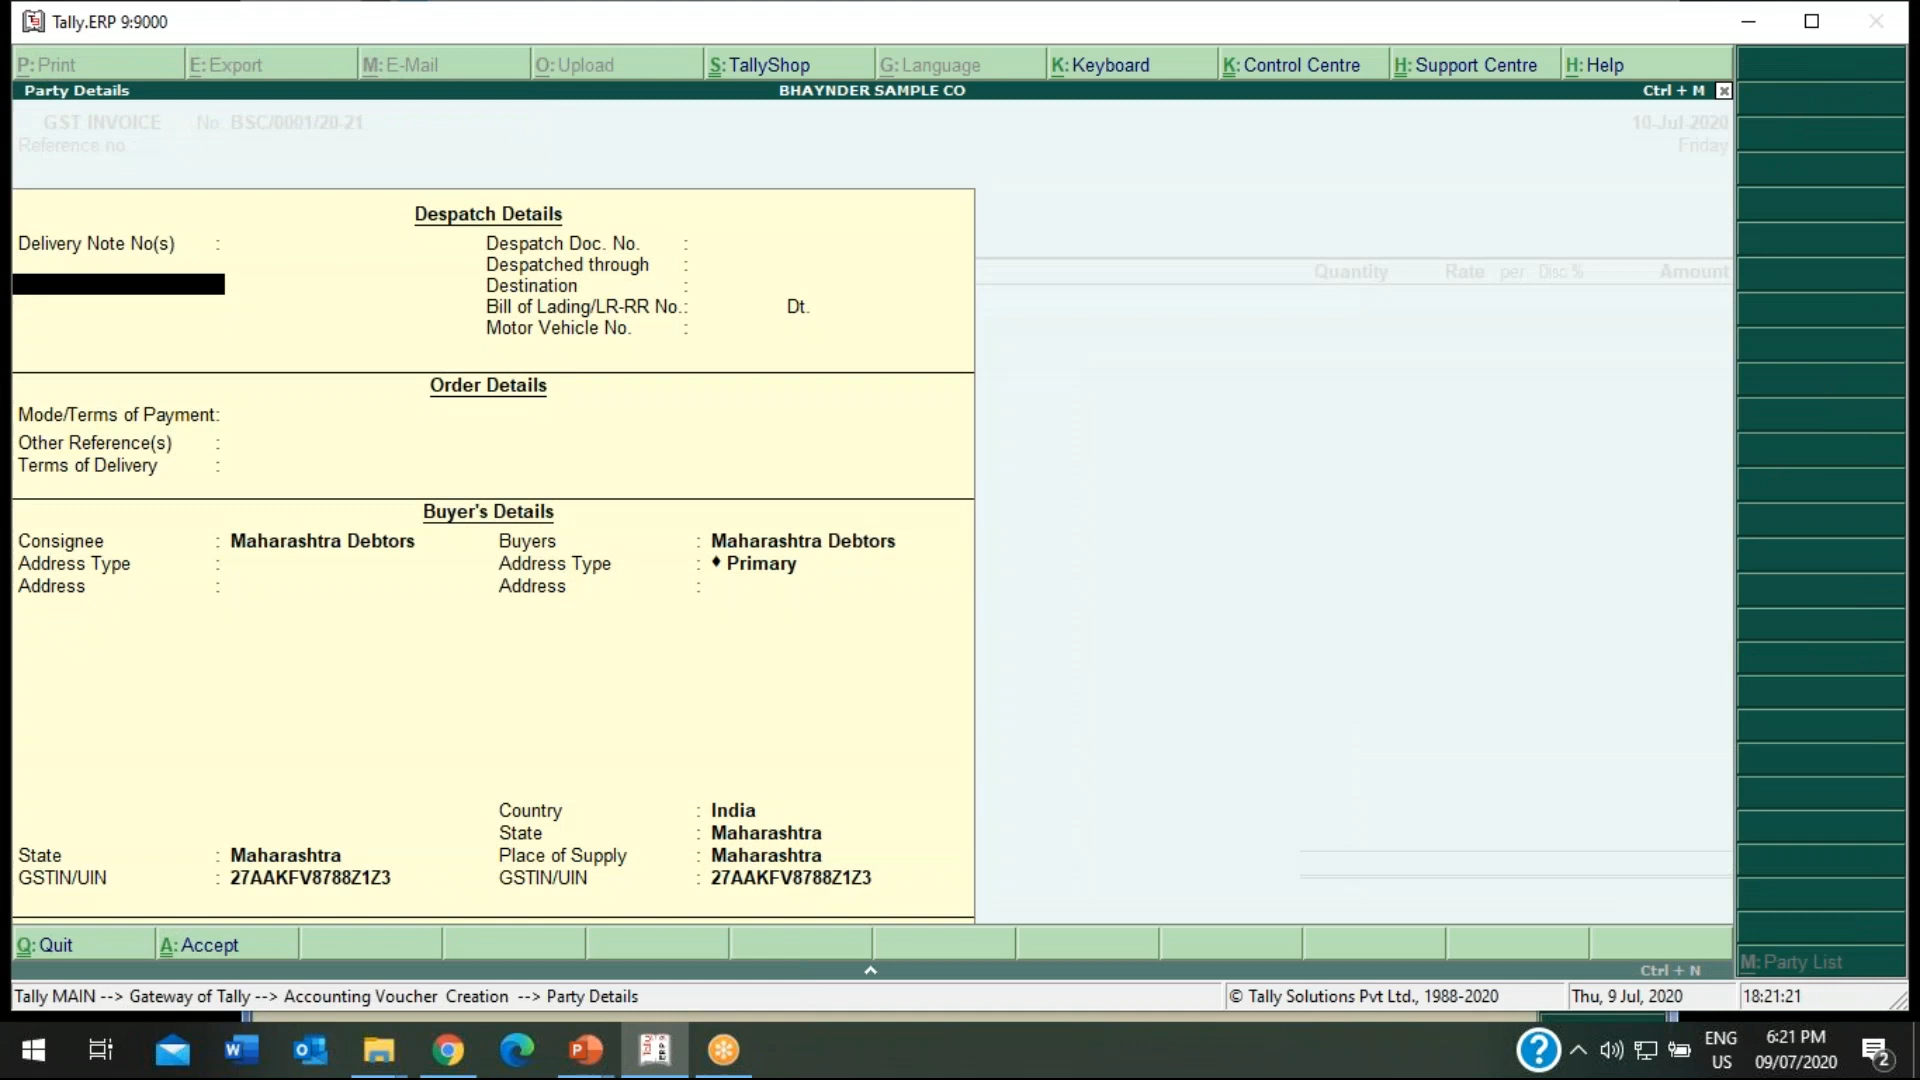 Tally.ERP 9:9000
P: Print E: Export M: E-Mail O: Upload S: TallyShop G: Language K: Keyboard K: Control Centre H: Support Centre H: Help
Party Details BHAYNDER SAMPLE CO Ctrl + M
GST INVOICE No BSC/0001/20-21 10-Jul-2020
Reference no Friday
Despatch Details
Delivery Note No(s) : Despatch Doc. No. :
Despatched through :
Destination :
Bill of Lading/LR-RR No.: Dt.
Motor Vehicle No. :
Quantity Rate per Disc % Amount
Order Details
Mode/Terms of Payment:
Other Reference(s) :
Terms of Delivery :
Buyer's Details
Consignee : Maharashtra Debtors Buyers : Maharashtra Debtors
Address Type : Address Type : ♦ Primary
Address : Address :
Country : India
State : Maharashtra
State : Maharashtra Place of Supply : Maharashtra
GSTIN/UIN : 27AAKFV8788Z1Z3 GSTIN/UIN : 27AAKFV8788Z1Z3
Q: Quit A: Accept
M: Party List
Ctrl + N
Tally MAIN --> Gateway of Tally --> Accounting Voucher Creation --> Party Details © Tally Solutions Pvt Ltd., 1988-2020 Thu, 9 Jul, 2020 18:21:21
ENG 6:21 PM
US 09/07/2020 2